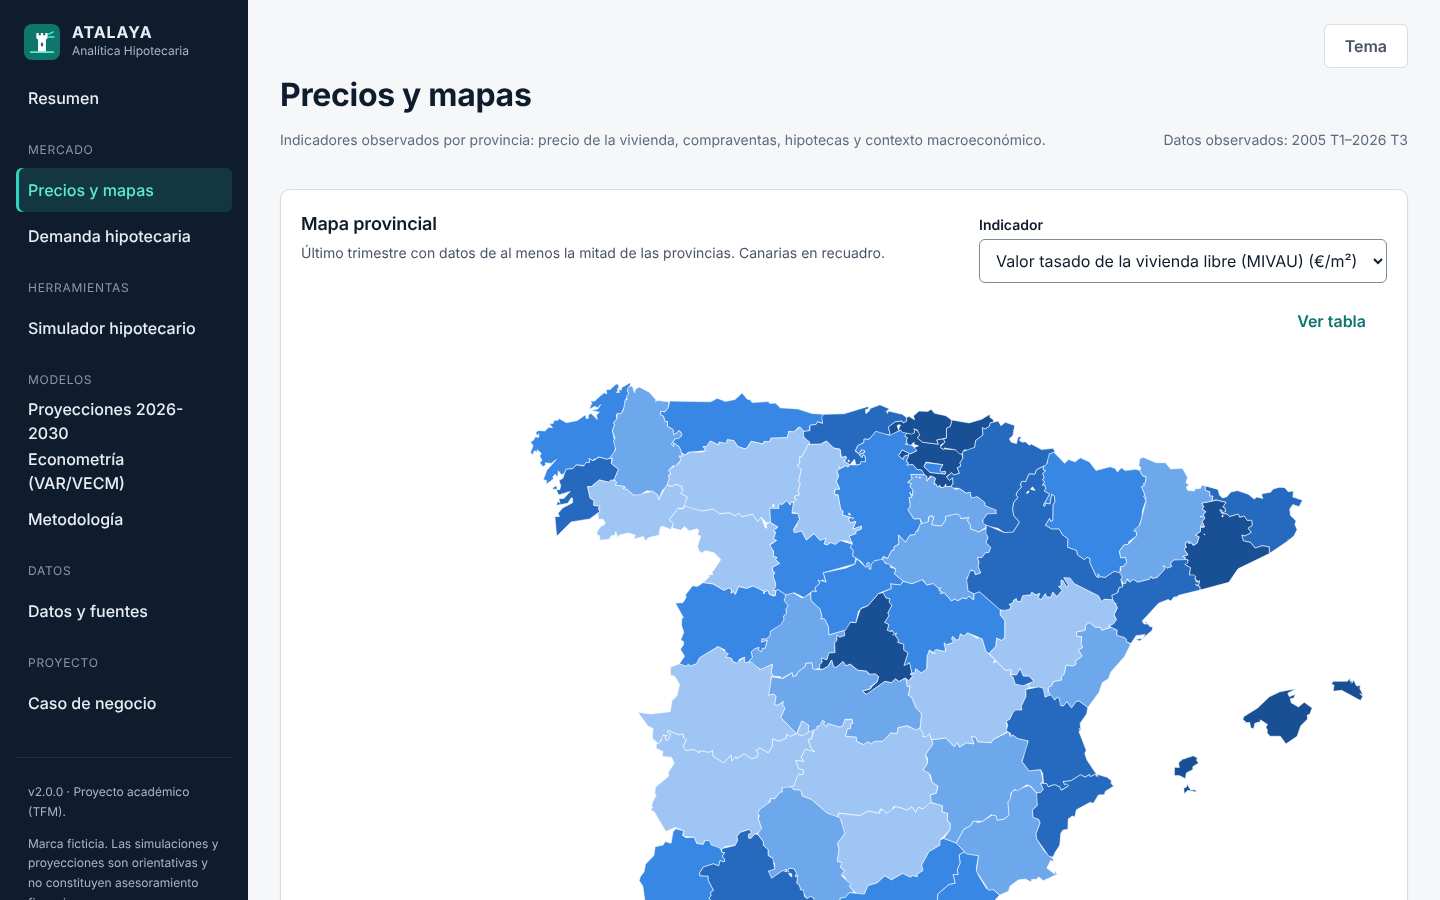 ATALAYA
Analítica Hipotecaria
Resumen
MERCADO
Precios y mapas
Demanda hipotecaria
HERRAMIENTAS
Simulador hipotecario
MODELOS
Proyecciones 2026-
2030
Econometría
(VAR/VECM)
Metodología
DATOS
Datos y fuentes
PROYECTO
Caso de negocio
v2.0.0 · Proyecto académico
(TFM).
Marca ficticia. Las simulaciones y
proyecciones son orientativas y
no constituyen asesoramiento
Tema
Precios y mapas
Indicadores observados por provincia: precio de la vivienda, compraventas, hipotecas y contexto macroeconómico.
Datos observados: 2005 T1–2026 T3
Mapa provincial
Último trimestre con datos de al menos la mitad de las provincias. Canarias en recuadro.
Indicador
Valor tasado de la vivienda libre (MIVAU) (€/m²)
Ver tabla